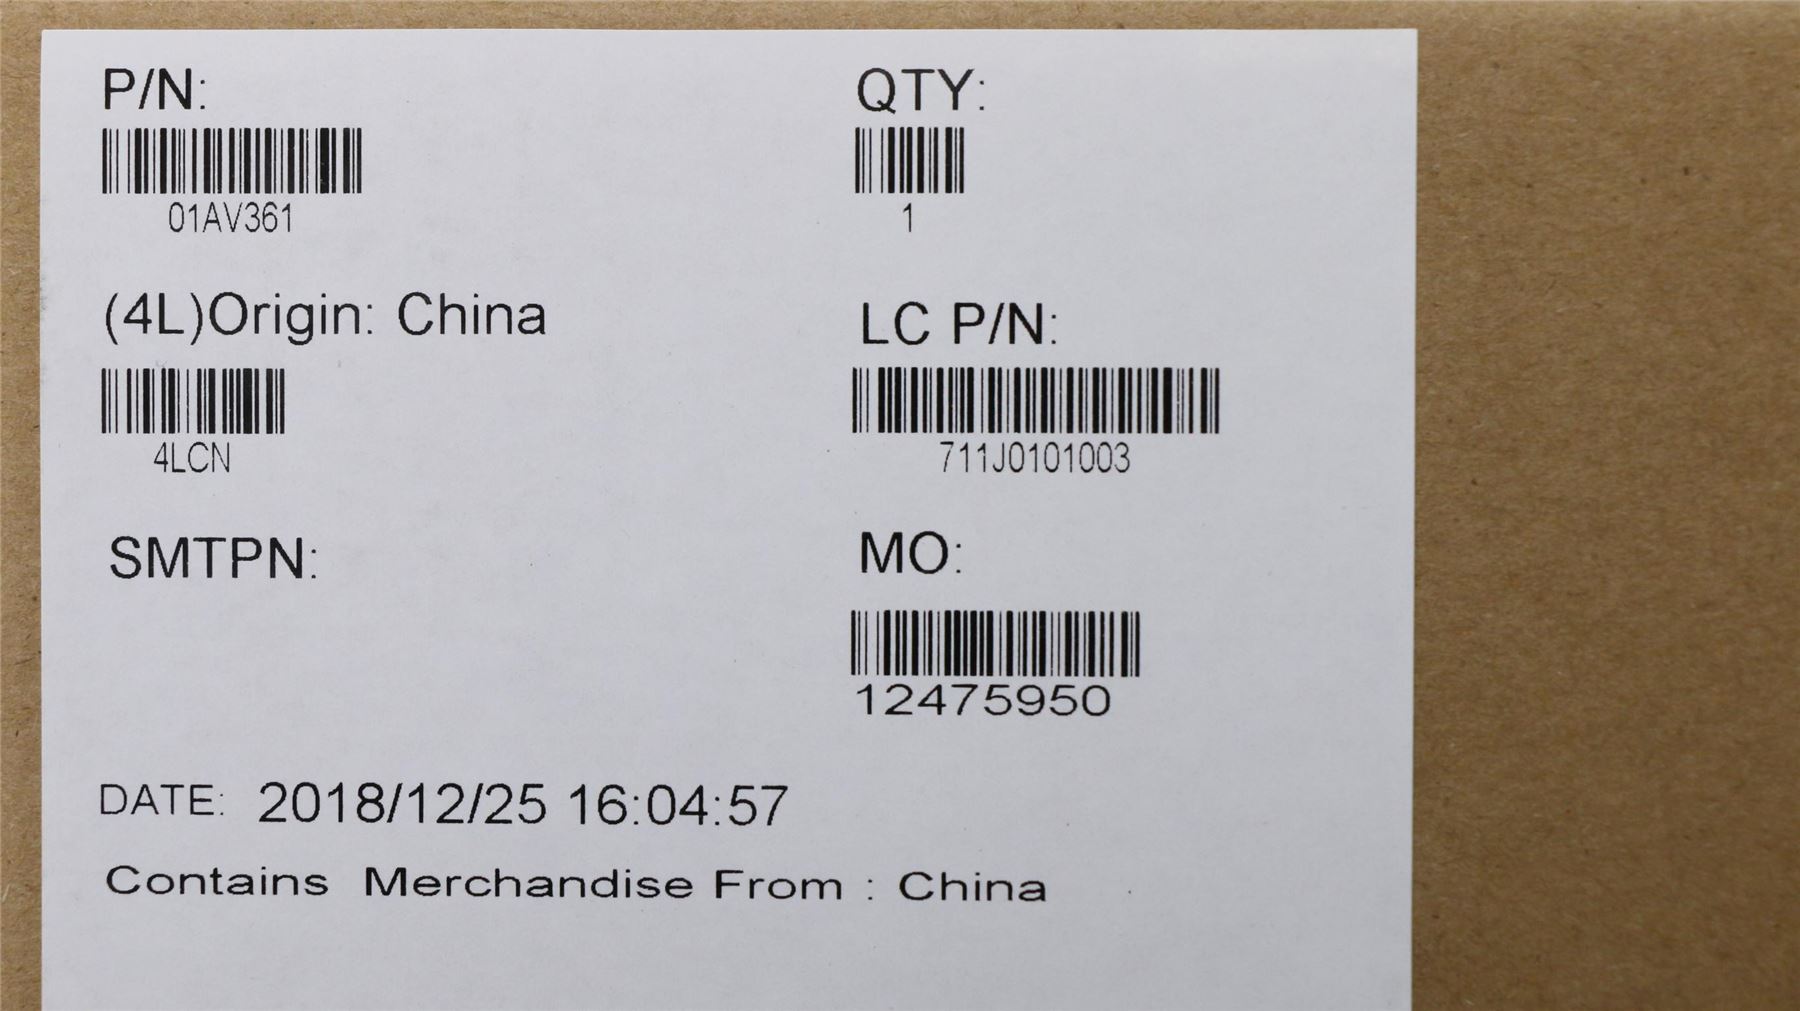 P/N:
01AV361
QTY:
1
(4L)Origin: China
4LCN
LC P/N:
711J0101003
SMTPN:
MO:
12475950
DATE: 2018/12/25 16:04:57
Contains Merchandise From : China